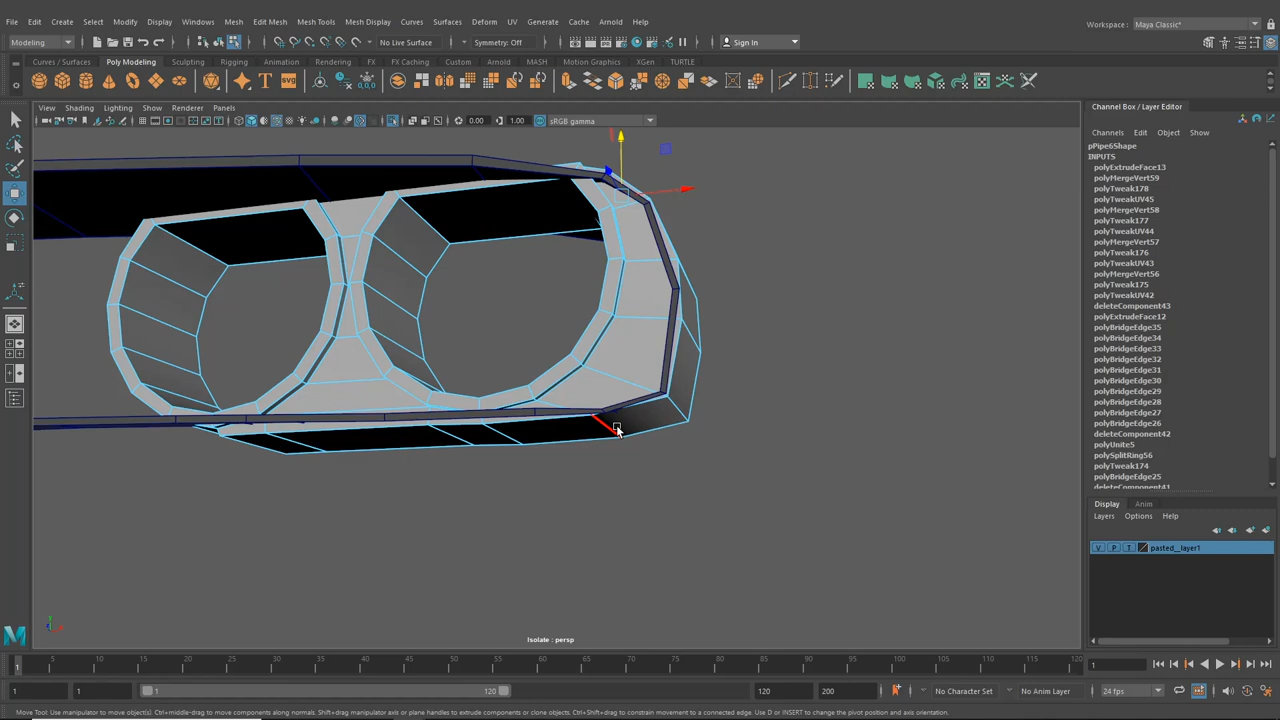 File Edit Create Select Modify Display Windows Mesh Edit Mesh Mesh Tools Mesh Display Curves Surfaces Deform UV Generate Cache Arnold Help
Workspace : Maya Classic*
Modeling No Live Surface Symmetry: Off Sign In
Curves / Surfaces Poly Modeling Sculpting Rigging Animation Rendering FX FX Caching Custom Arnold MASH Motion Graphics XGen TURTLE
View Shading Lighting Show Renderer Panels
0.00 1.00 sRGB gamma
Channel Box / Layer Editor
Channels Edit Object Show
pPipe6Shape
INPUTS
polyExtrudeFace13
polyMergeVert59
polyTweak178
polyTweakUV45
polyMergeVert58
polyTweak177
polyTweakUV44
polyMergeVert57
polyTweak176
polyTweakUV43
polyMergeVert56
polyTweak175
polyTweakUV42
deleteComponent43
polyExtrudeFace12
polyBridgeEdge35
polyBridgeEdge34
polyBridgeEdge33
polyBridgeEdge32
polyBridgeEdge31
polyBridgeEdge30
polyBridgeEdge29
polyBridgeEdge28
polyBridgeEdge27
polyBridgeEdge26
deleteComponent42
polyUnite5
polySplitRing56
polyTweak174
polyBridgeEdge25
deleteComponent41
Display Anim
Layers Options Help
V P T pasted__layer1
Isolate : persp
1 5 10 15 20 25 30 35 40 45 50 55 60 65 70 75 80 85 90 95 100 105 110 115 120 1
1 1 1 120 120 200 No Character Set No Anim Layer 24 fps
Move Tool: Use manipulator to move object(s). Ctrl+middle-drag to move components along normals. Shift+drag manipulator axis or plane handles to extrude components or clone objects. Ctrl+Shift+drag to constrain movement to a connected edge. Use D or INSERT to change the pivot position and axis orientation.